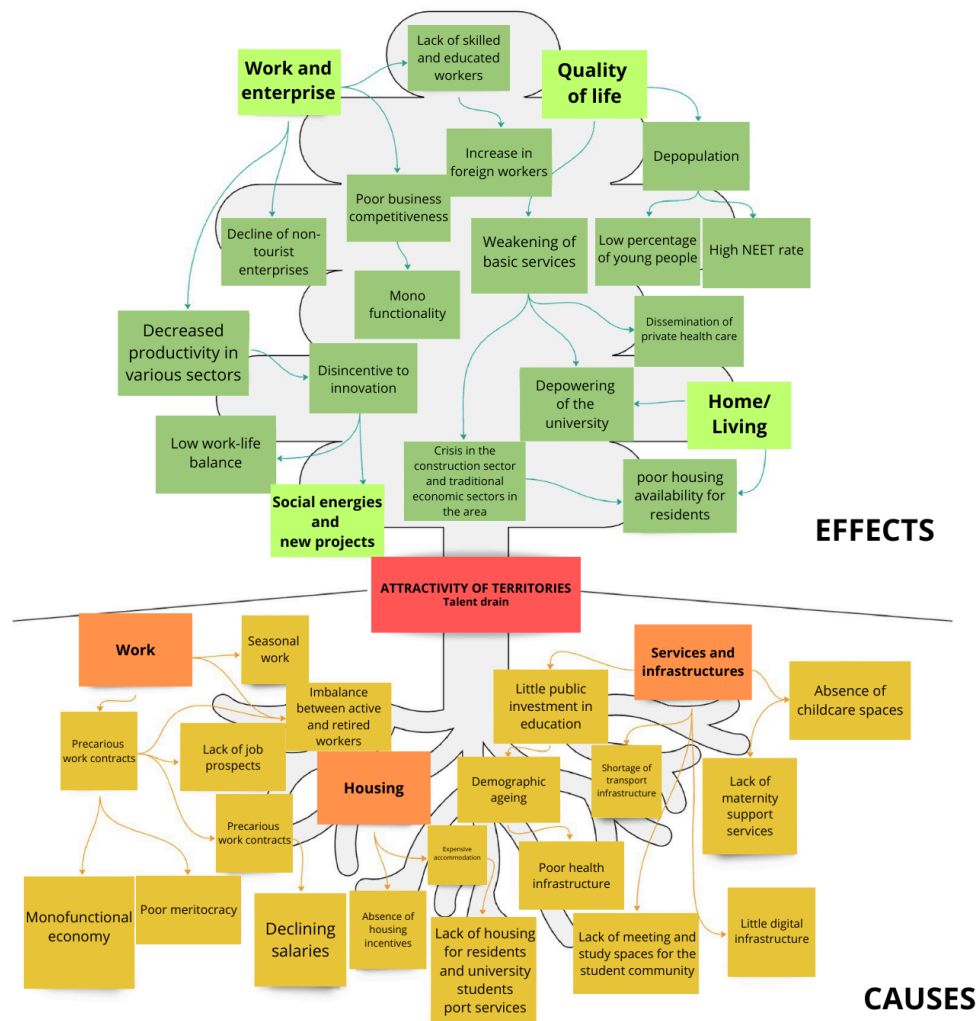 Lack of skilled
and educated
workers
Work and
enterprise
Quality
of life
Increase in
foreign workers
Depopulation
Poor business
competitiveness
Decline of non-
tourist
enterprises
Weakening of
basic services
Low percentage
of young people
High NEET rate
Mono
functionality
Decreased
productivity in
various sectors
Dissemination of
private health care
Disincentive to
innovation
Depowering
of the
university
Home/
Living
Low work-life
balance
Crisis in the
construction sector
and traditional
economic sectors in
the area
poor housing
availability for
residents
Social energies
and
new projects
EFFECTS
ATTRACTIVITY OF TERRITORIES
Talent drain
Work
Seasonal
work
Services and
infrastructures
Imbalance
between active
and retired
workers
Little public
investment in
education
Absence of
childcare spaces
Precarious
work contracts
Lack of job
prospects
Housing
Demographic
ageing
Shortage of
transport
infrastructure
Lack of
maternity
support
services
Precarious
work contracts
Expensive
accommodation
Poor health
infrastructure
Monofunctional
economy
Poor meritocracy
Declining
salaries
Absence of
housing
incentives
Lack of housing
for residents
and university
students
port services
Lack of meeting and
study spaces for the
student community
Little digital
infrastructure
CAUSES